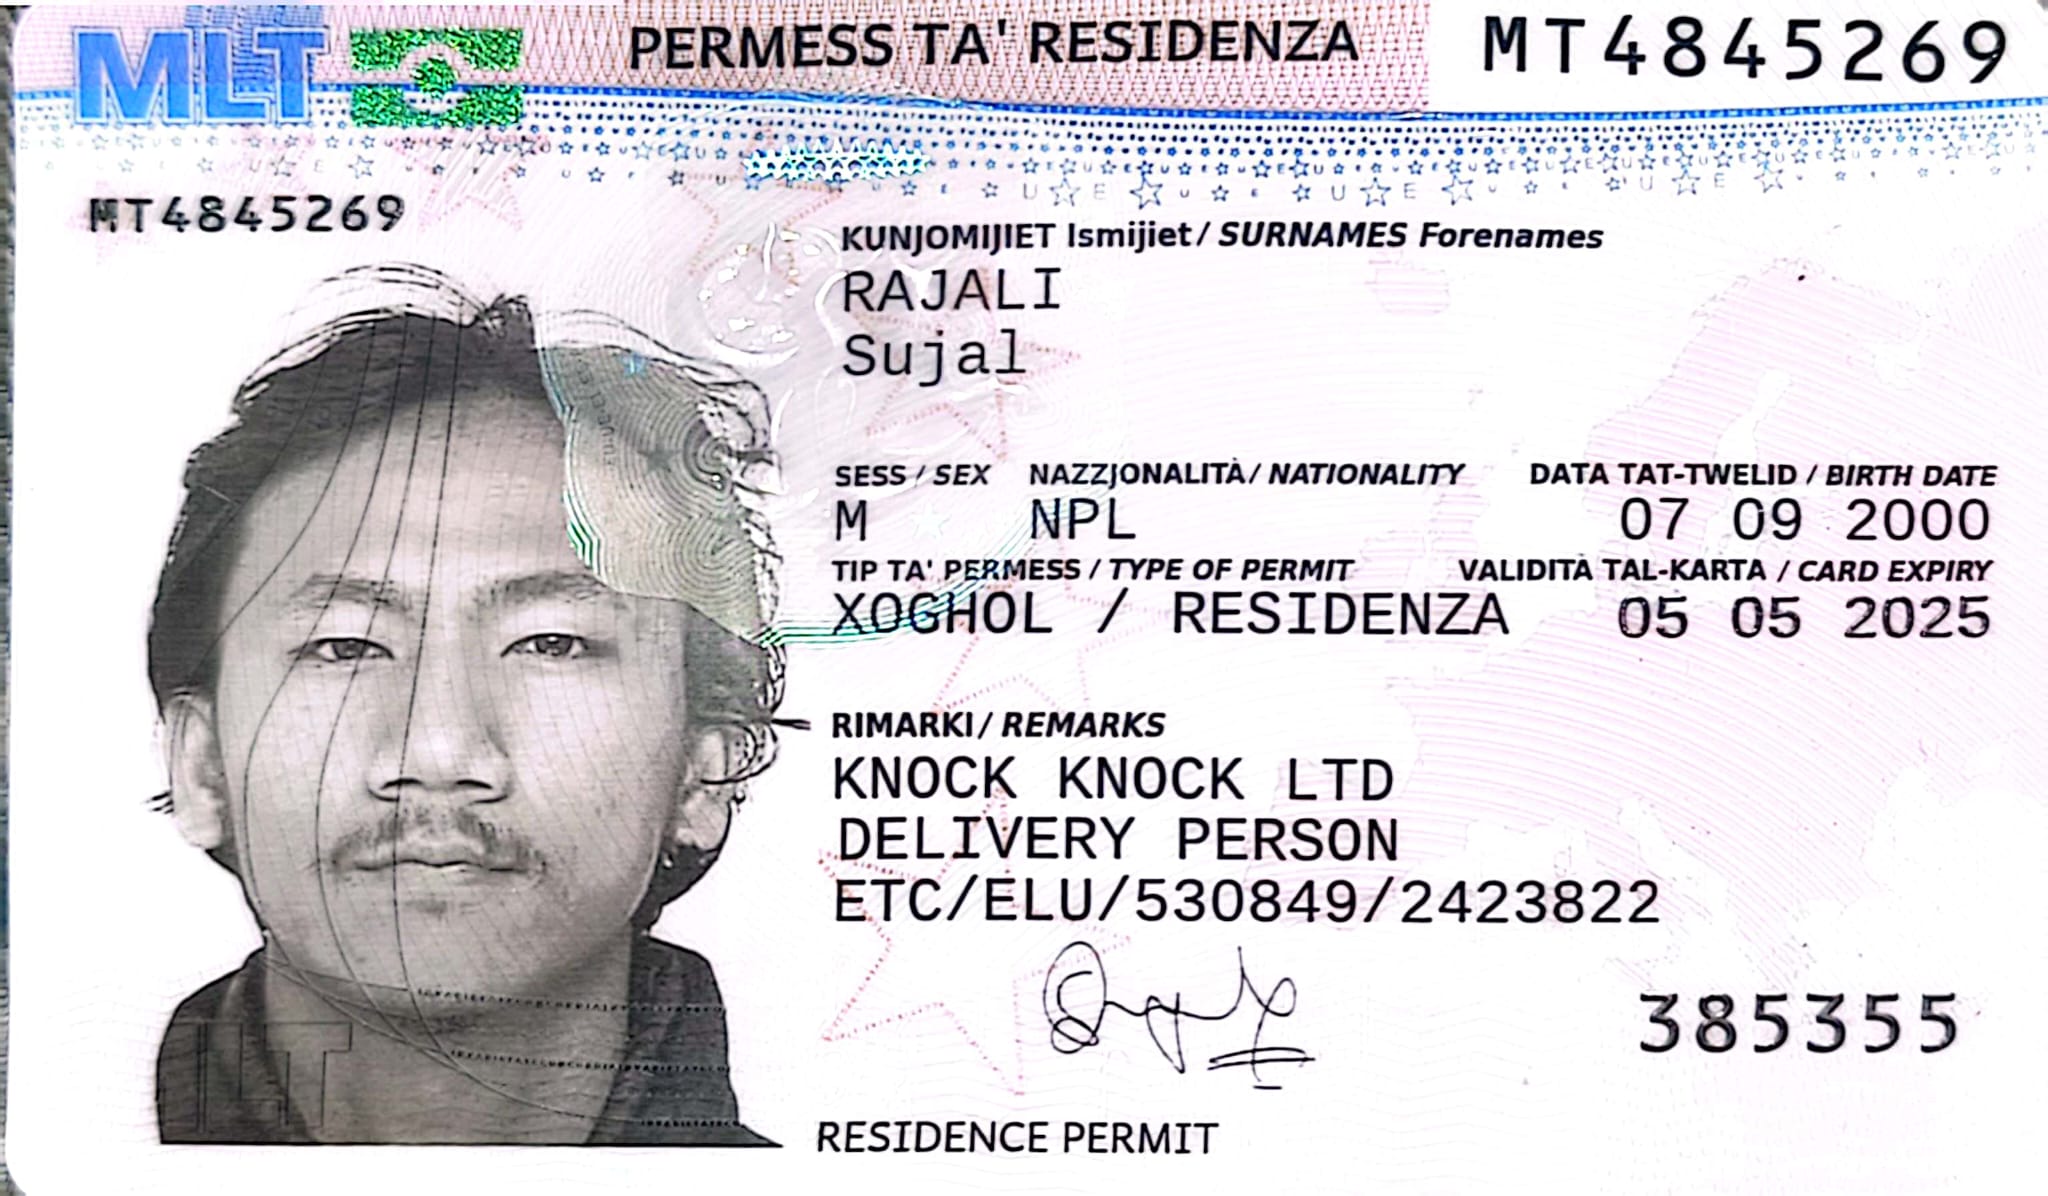 MLT PERMESS TA' RESIDENZA MT4845269
MT4845269
KUNJOMIJIET Ismijiet / SURNAMES Forenames
RAJALI
Sujal
SESS / SEX NAZZJONALITÀ / NATIONALITY DATA TAT-TWELID / BIRTH DATE
M NPL 07 09 2000
TIP TA' PERMESS / TYPE OF PERMIT VALIDITÀ TAL-KARTA / CARD EXPIRY
XOGHOL / RESIDENZA 05 05 2025
RIMARKI / REMARKS
KNOCK KNOCK LTD
DELIVERY PERSON
ETC/ELU/530849/2423822
385355
MLT
RESIDENCE PERMIT